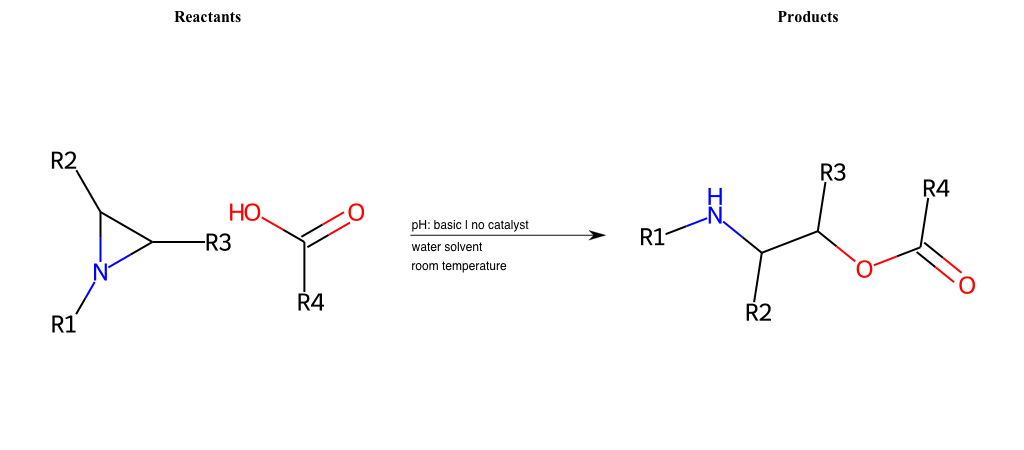 Reactants
Products
R2
R3
N
R1
HO
O
R4
pH: basic | no catalyst
water solvent
room temperature
R1
H
N
R2
R3
O
R4
O